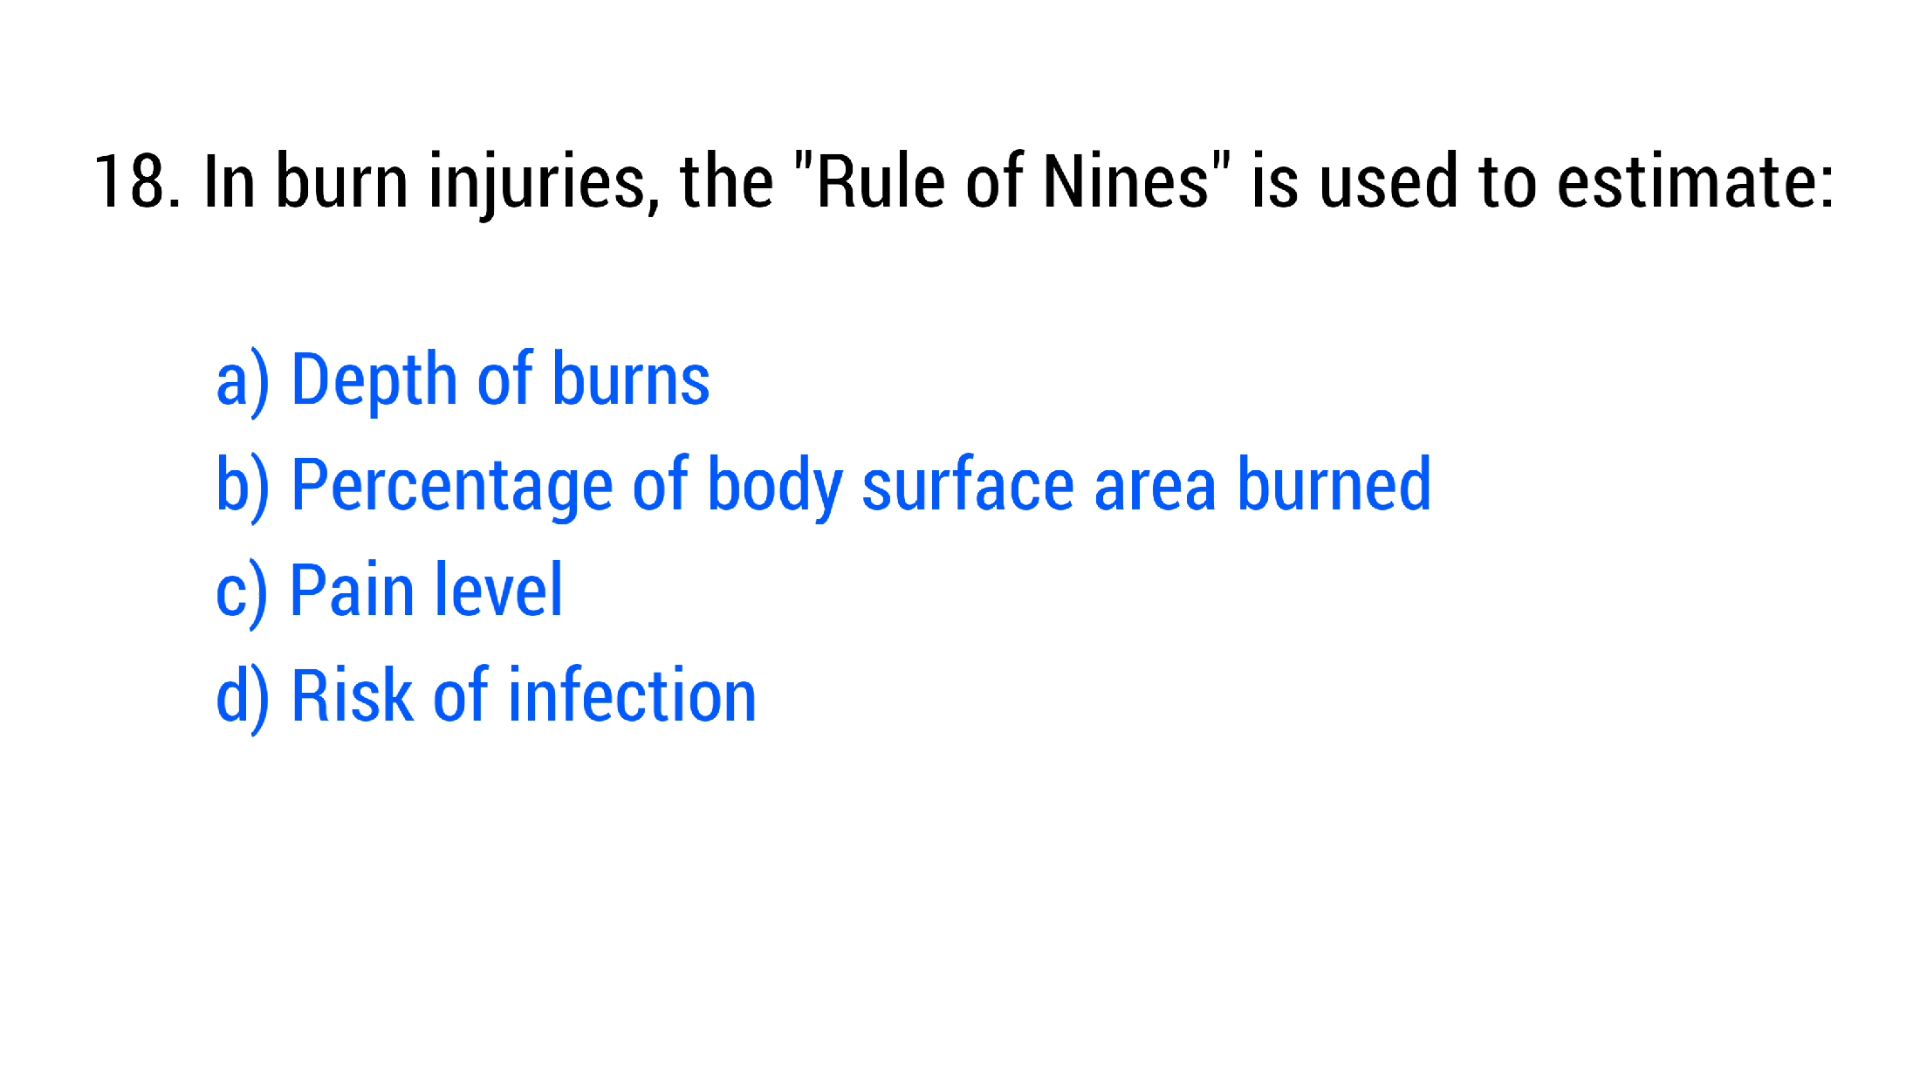 18. In burn injuries, the "Rule of Nines" is used to estimate:
a) Depth of burns
b) Percentage of body surface area burned
c) Pain level
d) Risk of infection